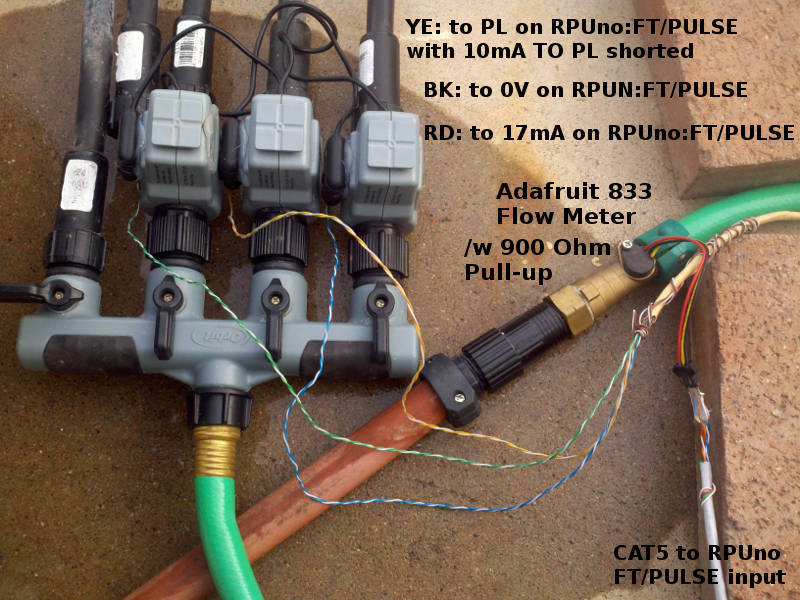 YE: to PL on RPUno:FT/PULSE
with 10mA TO PL shorted
BK: to 0V on RPUN:FT/PULSE
RD: to 17mA on RPUno:FT/PULSE
Adafruit 833
Flow Meter
/w 900 Ohm
Pull-up
Orbit
CAT5 to RPUno
FT/PULSE input